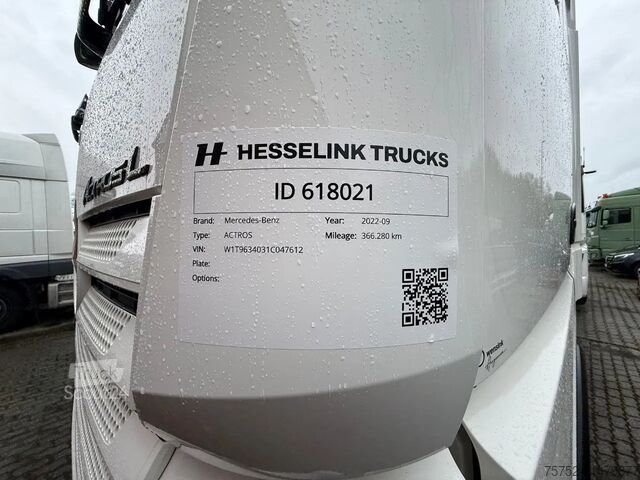 HESSELINK TRUCKS
ID 618021
Brand: Mercedes-Benz Year: 2022-09
Type: ACTROS Mileage: 366.280 km
VIN: W1T9634031C047612
Plate:
Options:
wensink